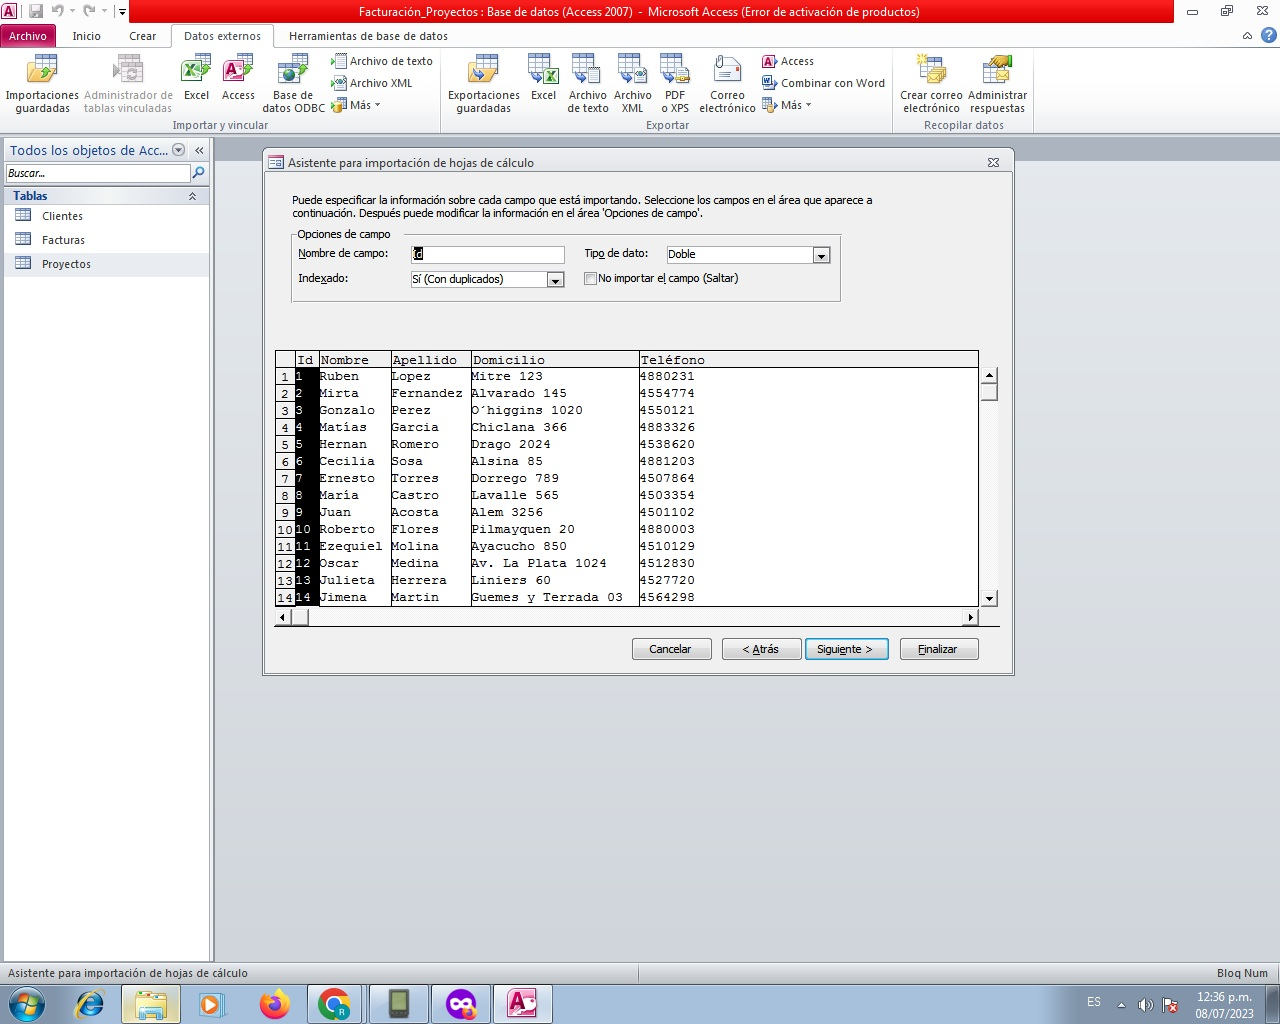 Facturación_Proyectos : Base de datos (Access 2007) - Microsoft Access (Error de activación de productos)
Archivo Inicio Crear Datos externos Herramientas de base de datos
Importaciones guardadas
Administrador de tablas vinculadas
Excel
Access
Base de datos ODBC
Archivo de texto
Archivo XML
Más
Importar y vincular
Exportaciones guardadas
Excel
Archivo de texto
Archivo XML
PDF o XPS
Correo electrónico
Access
Combinar con Word
Más
Exportar
Crear correo electrónico
Administrar respuestas
Recopilar datos
Todos los objetos de Acc...
Buscar...
Tablas
Clientes
Facturas
Proyectos
Asistente para importación de hojas de cálculo
Puede especificar la información sobre cada campo que está importando. Seleccione los campos en el área que aparece a
continuación. Después puede modificar la información en el área 'Opciones de campo'.
Opciones de campo
Nombre de campo: Id Tipo de dato: Doble
Indexado: Sí (Con duplicados) No importar el campo (Saltar)
Id Nombre Apellido Domicilio Teléfono
1 1 Ruben Lopez Mitre 123 4880231
2 2 Mirta Fernandez Alvarado 145 4554774
3 3 Gonzalo Perez O´higgins 1020 4550121
4 4 Matías Garcia Chiclana 366 4883326
5 5 Hernan Romero Drago 2024 4538620
6 6 Cecilia Sosa Alsina 85 4881203
7 7 Ernesto Torres Dorrego 789 4507864
8 8 María Castro Lavalle 565 4503354
9 9 Juan Acosta Alem 3256 4501102
10 10 Roberto Flores Pilmayquen 20 4880003
11 11 Ezequiel Molina Ayacucho 850 4510129
12 12 Oscar Medina Av. La Plata 1024 4512830
13 13 Julieta Herrera Liniers 60 4527720
14 14 Jimena Martin Guemes y Terrada 03 4564298
Cancelar < Atrás Siguiente > Finalizar
Asistente para importación de hojas de cálculo Bloq Num
ES 12:36 p.m.
08/07/2023